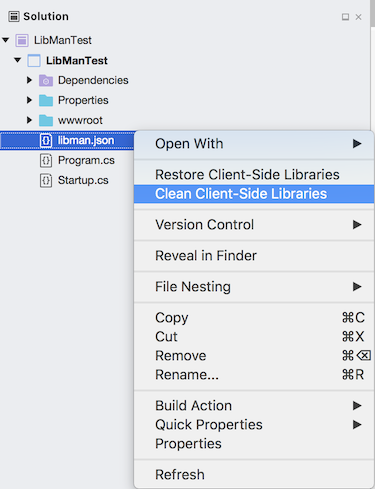 Solution
LibManTest
LibManTest
Dependencies
Properties
wwwroot
{} libman.json
{} Program.cs
{} Startup.cs
Open With
Restore Client-Side Libraries
Clean Client-Side Libraries
Version Control
Reveal in Finder
File Nesting
Copy ⌘C
Cut ⌘X
Remove ⌘⌫
Rename... ⌘R
Build Action
Quick Properties
Properties
Refresh